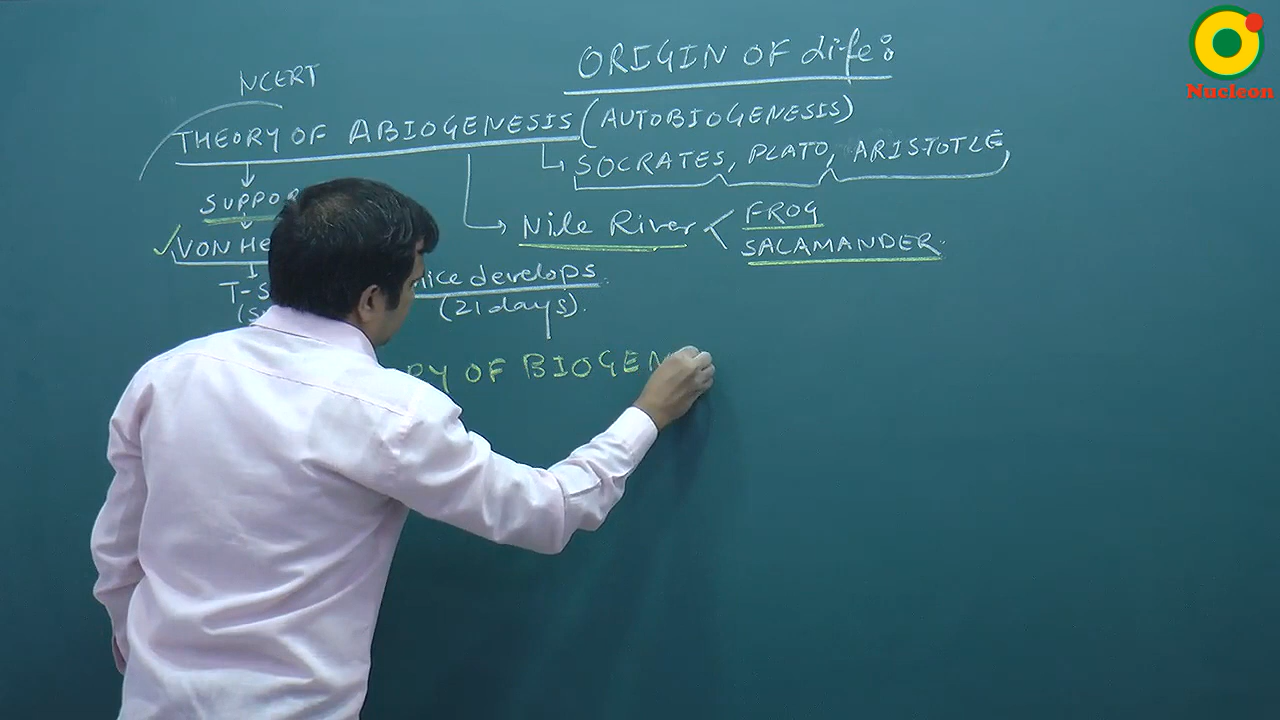 Nucleon
ORIGIN OF Life:
NCERT
THEORY OF ABIOGENESIS (AUTOBIOGENESIS)
SOCRATES, PLATO, ARISTOTLE
SUPPOR
Nile River < FROG
SALAMANDER
VON HE
mice develops
T-S
(21 days).
RY OF BIOGEN